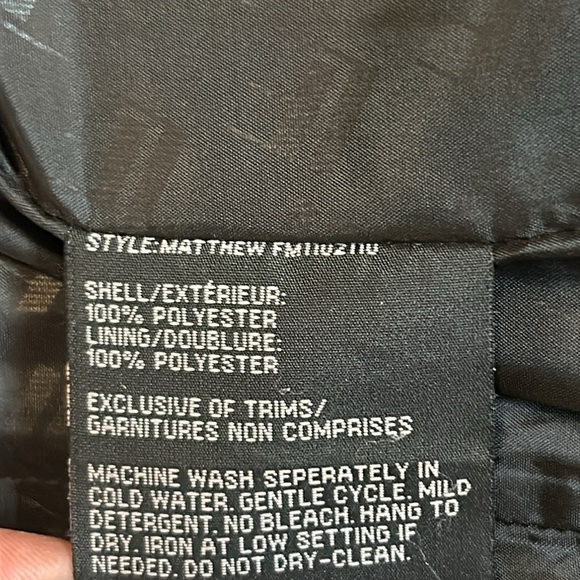 STYLE:MATTHEW FM1102110
SHELL/EXTÉRIEUR:
100% POLYESTER
LINING/DOUBLURE:
100% POLYESTER
EXCLUSIVE OF TRIMS/
GARNITURES NON COMPRISES
MACHINE WASH SEPERATELY IN
COLD WATER. GENTLE CYCLE. MILD
DETERGENT. NO BLEACH. HANG TO
DRY. IRON AT LOW SETTING IF
NEEDED. DO NOT DRY-CLEAN.